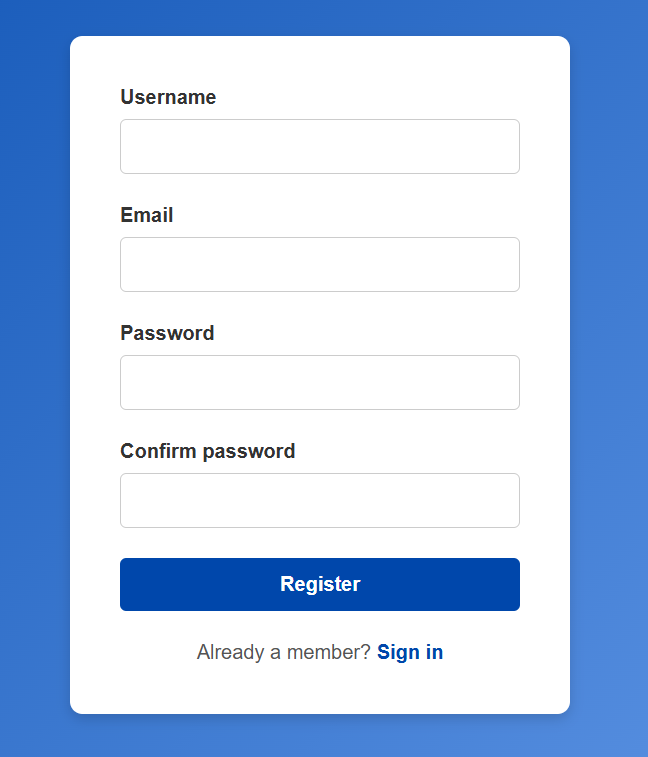 Username
Email
Password
Confirm password
Register
Already a member? Sign in